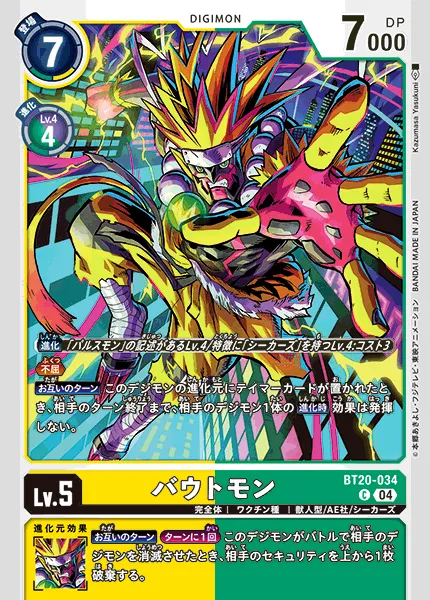 DIGIMON
登場
7
7000
DP
進化
Lv.4
4
Kazumasa Yasukuni
BANDAI MADE IN JAPAN
©本郷あきよし・フジテレビ・東映アニメーション
進化 「パルスモン」の記述があるLv.4/特徴に「シーカーズ」を持つLv.4:コスト3
不屈
お互いのターン このデジモンの進化元にテイマーカードが置かれたと
き、相手のターン終了まで、相手のデジモン1体の 進化時 効果は発揮
しない。
BT20-034
Lv.5
バウトモン
C 04
完全体 ワクチン種 獣人型/AE社/シーカーズ
進化元効果
お互いのターン ターンに1回 このデジモンがバトルで相手のデ
ジモンを消滅させたとき、相手のセキュリティを上から1枚
破棄する。